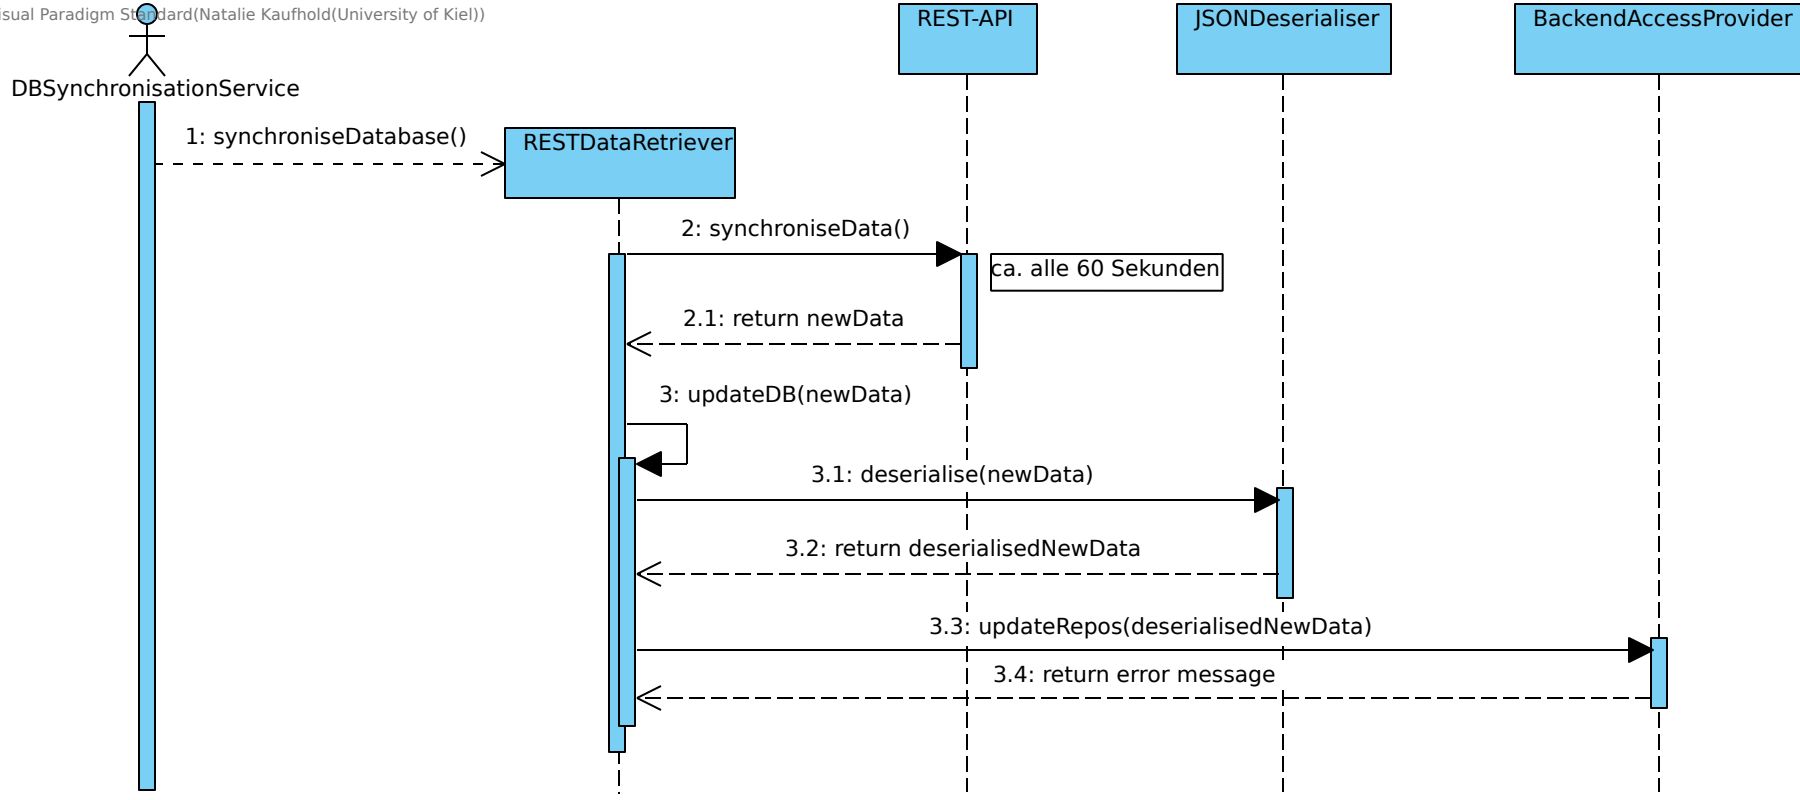 isual Paradigm Standard(Natalie Kaufhold(University of Kiel))
REST-API
JSONDeserialiser
BackendAccessProvider
DBSynchronisationService
1: synchroniseDatabase()
RESTDataRetriever
2: synchroniseData()
ca. alle 60 Sekunden
2.1: return newData
3: updateDB(newData)
3.1: deserialise(newData)
3.2: return deserialisedNewData
3.3: updateRepos(deserialisedNewData)
3.4: return error message